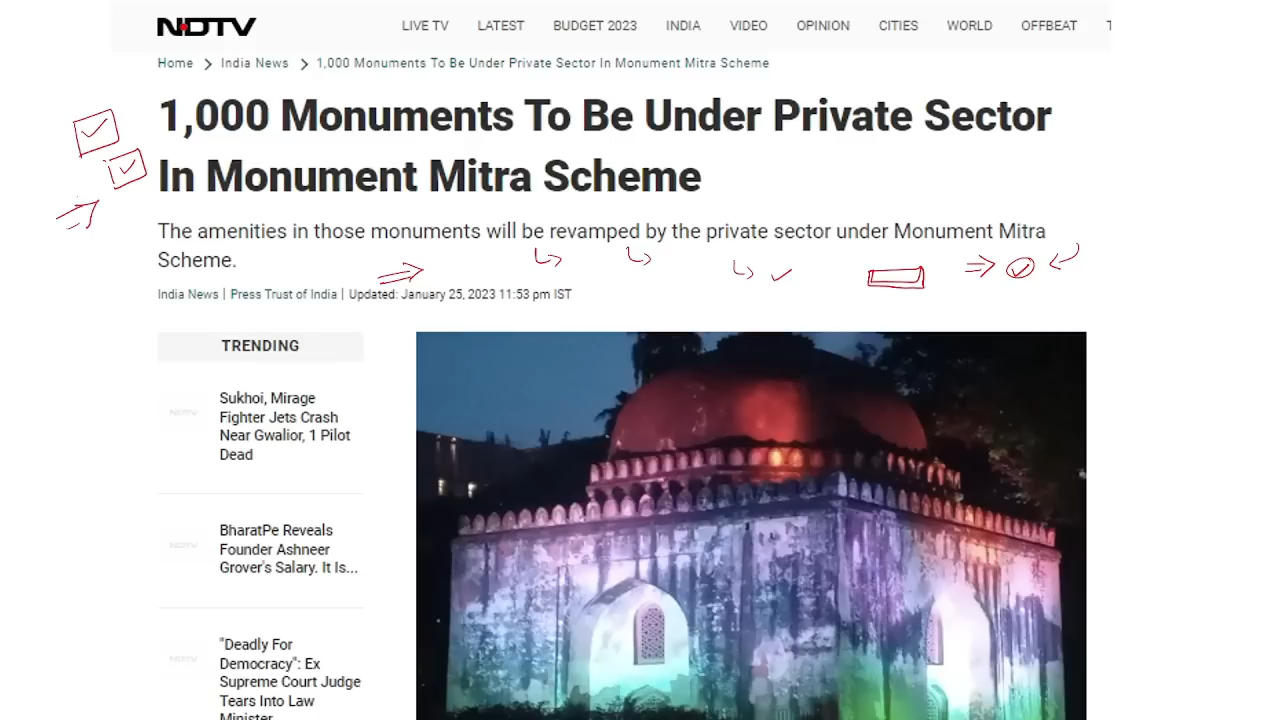 NDTV
LIVE TV LATEST BUDGET 2023 INDIA VIDEO OPINION CITIES WORLD OFFBEAT
Home > India News > 1,000 Monuments To Be Under Private Sector In Monument Mitra Scheme
1,000 Monuments To Be Under Private Sector
In Monument Mitra Scheme
The amenities in those monuments will be revamped by the private sector under Monument Mitra
Scheme.
India News | Press Trust of India | Updated: January 25, 2023 11:53 pm IST
TRENDING
NDTV
Sukhoi, Mirage
Fighter Jets Crash
Near Gwalior, 1 Pilot
Dead
NDTV
BharatPe Reveals
Founder Ashneer
Grover's Salary. It Is...
NDTV
"Deadly For
Democracy": Ex
Supreme Court Judge
Tears Into Law
Minister